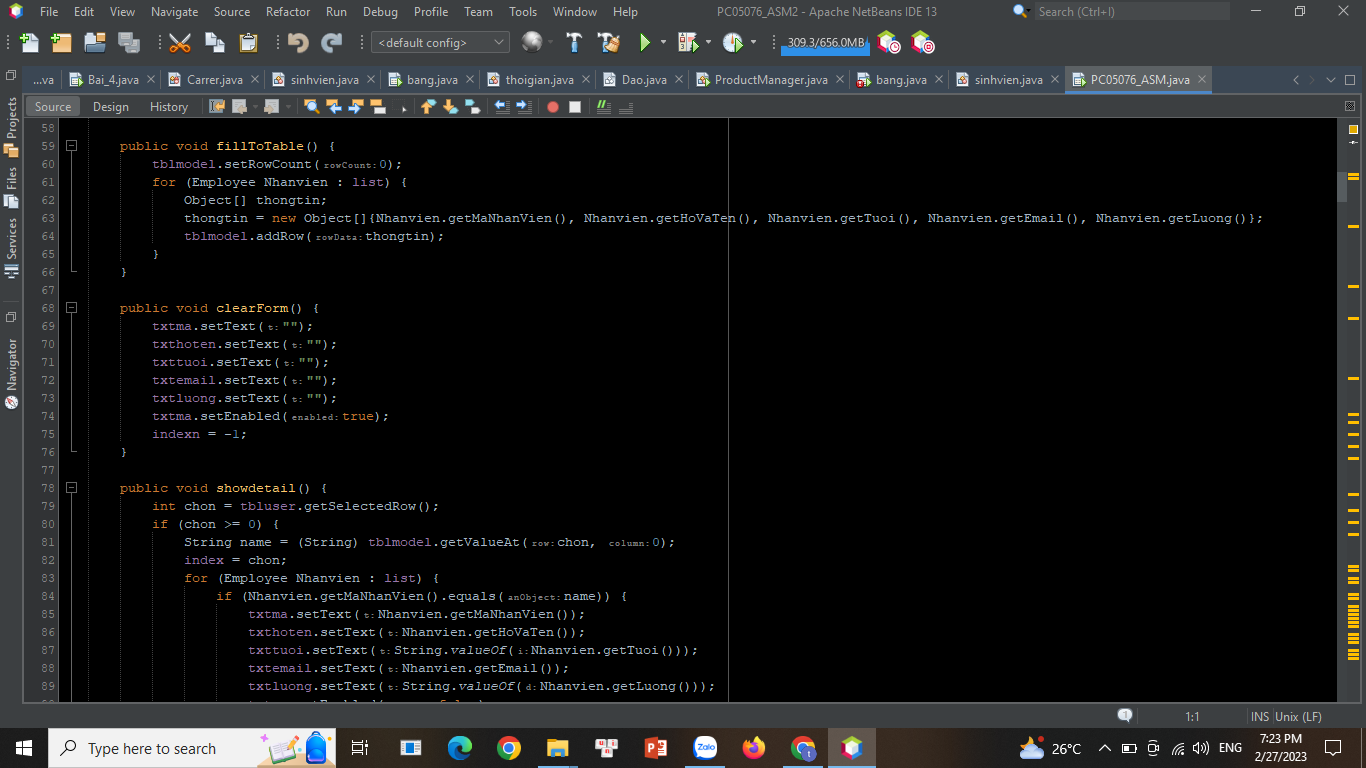 File Edit View Navigate Source Refactor Run Debug Profile Team Tools Window Help PC05076_ASM2 - Apache NetBeans IDE 13 Search (Ctrl+I)
<default config> 309.3/656.0MB
...va Bai_4.java Carrer.java sinhvien.java bang.java thoigian.java Dao.java ProductManager.java bang.java sinhvien.java PC05076_ASM.java
Source Design History
Projects
Files
Services
Navigator
58
59 public void fillToTable() {
60 tblmodel.setRowCount(rowCount:0);
61 for (Employee Nhanvien : list) {
62 Object[] thongtin;
63 thongtin = new Object[]{Nhanvien.getMaNhanVien(), Nhanvien.getHoVaTen(), Nhanvien.getTuoi(), Nhanvien.getEmail(), Nhanvien.getLuong()};
64 tblmodel.addRow(rowData:thongtin);
65 }
66 }
67
68 public void clearForm() {
69 txtma.setText(t:"");
70 txthoten.setText(t:"");
71 txttuoi.setText(t:"");
72 txtemail.setText(t:"");
73 txtluong.setText(t:"");
74 txtma.setEnabled(enabled:true);
75 indexn = -1;
76 }
77
78 public void showdetail() {
79 int chon = tbluser.getSelectedRow();
80 if (chon >= 0) {
81 String name = (String) tblmodel.getValueAt(row:chon, column:0);
82 index = chon;
83 for (Employee Nhanvien : list) {
84 if (Nhanvien.getMaNhanVien().equals(anObject:name)) {
85 txtma.setText(t:Nhanvien.getMaNhanVien());
86 txthoten.setText(t:Nhanvien.getHoVaTen());
87 txttuoi.setText(t:String.valueOf(i:Nhanvien.getTuoi()));
88 txtemail.setText(t:Nhanvien.getEmail());
89 txtluong.setText(t:String.valueOf(d:Nhanvien.getLuong()));
1 1:1 INS Unix (LF)
Type here to search Zalo 26°C ENG 7:23 PM
2/27/2023